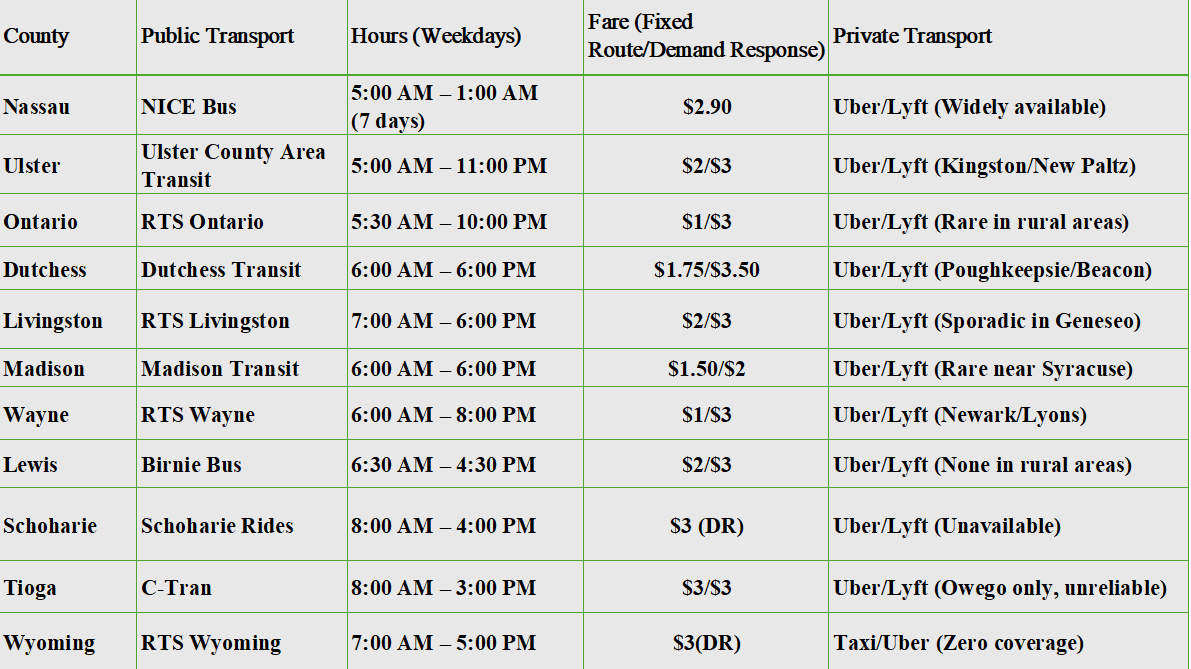 County Public Transport Hours (Weekdays) Fare (Fixed Route/Demand Response) Private Transport
Nassau NICE Bus 5:00 AM – 1:00 AM (7 days) $2.90 Uber/Lyft (Widely available)
Ulster Ulster County Area Transit 5:00 AM – 11:00 PM $2/$3 Uber/Lyft (Kingston/New Paltz)
Ontario RTS Ontario 5:30 AM – 10:00 PM $1/$3 Uber/Lyft (Rare in rural areas)
Dutchess Dutchess Transit 6:00 AM – 6:00 PM $1.75/$3.50 Uber/Lyft (Poughkeepsie/Beacon)
Livingston RTS Livingston 7:00 AM – 6:00 PM $2/$3 Uber/Lyft (Sporadic in Geneseo)
Madison Madison Transit 6:00 AM – 6:00 PM $1.50/$2 Uber/Lyft (Rare near Syracuse)
Wayne RTS Wayne 6:00 AM – 8:00 PM $1/$3 Uber/Lyft (Newark/Lyons)
Lewis Birnie Bus 6:30 AM – 4:30 PM $2/$3 Uber/Lyft (None in rural areas)
Schoharie Schoharie Rides 8:00 AM – 4:00 PM $3 (DR) Uber/Lyft (Unavailable)
Tioga C-Tran 8:00 AM – 3:00 PM $3/$3 Uber/Lyft (Owego only, unreliable)
Wyoming RTS Wyoming 7:00 AM – 5:00 PM $3(DR) Taxi/Uber (Zero coverage)